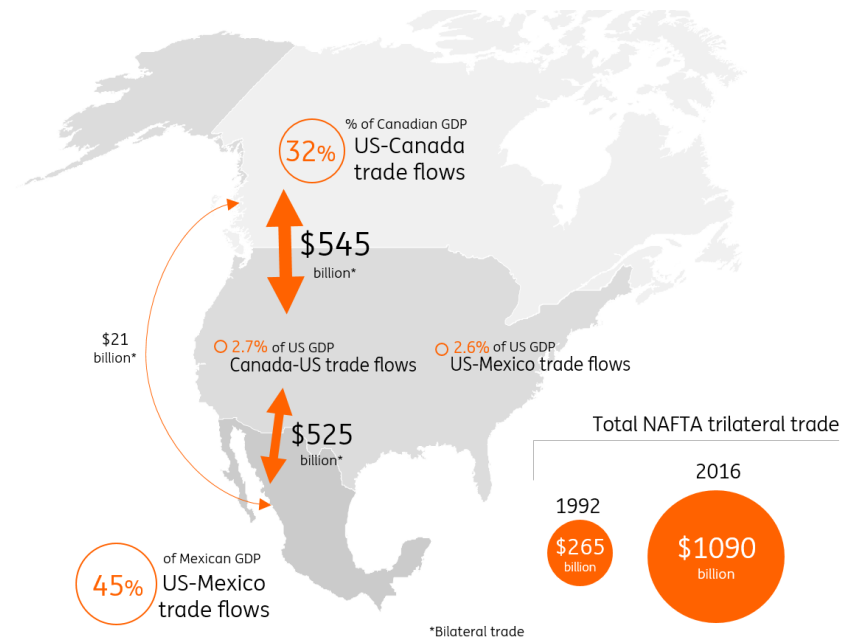 % of Canadian GDP
32%
US-Canada
trade flows
$545
billion*
$21
billion*
2.7% of US GDP
Canada-US trade flows
2.6% of US GDP
US-Mexico trade flows
$525
billion*
Total NAFTA trilateral trade
2016
1992
$265
billion
$1090
billion
of Mexican GDP
45%
US-Mexico
trade flows
*Bilateral trade